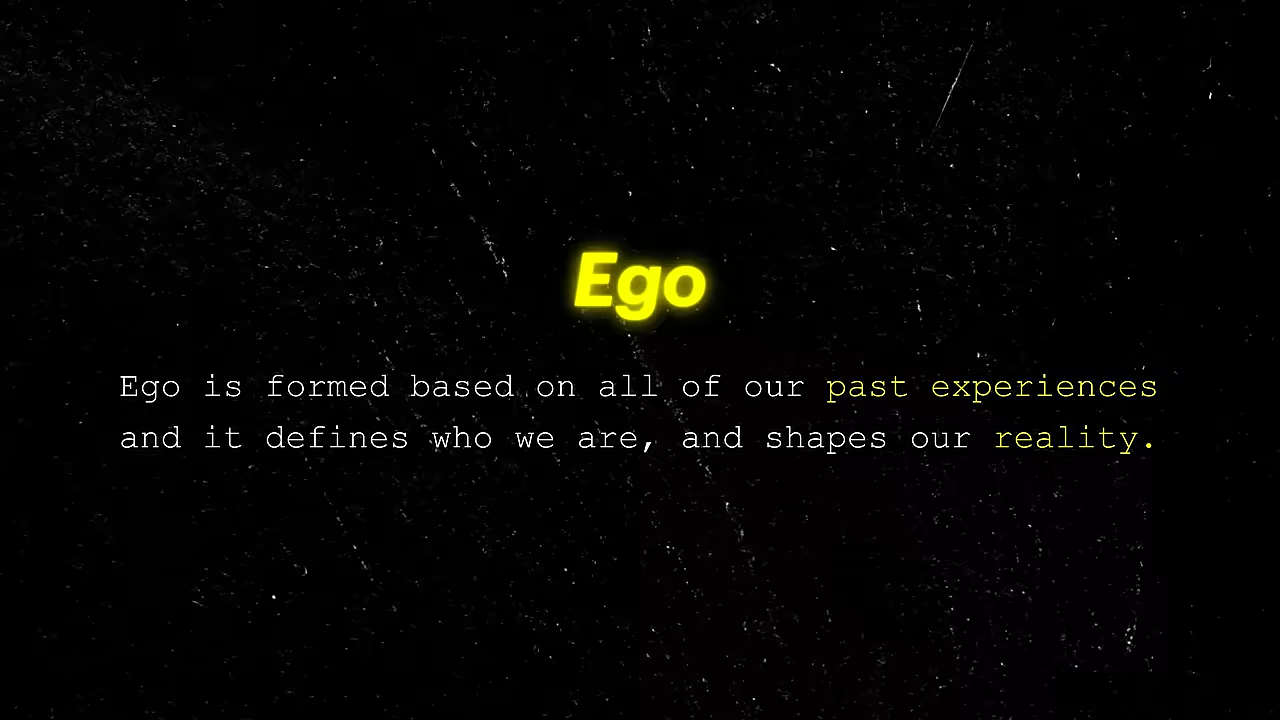 Ego
Ego is formed based on all of our past experiences
and it defines who we are, and shapes our reality.